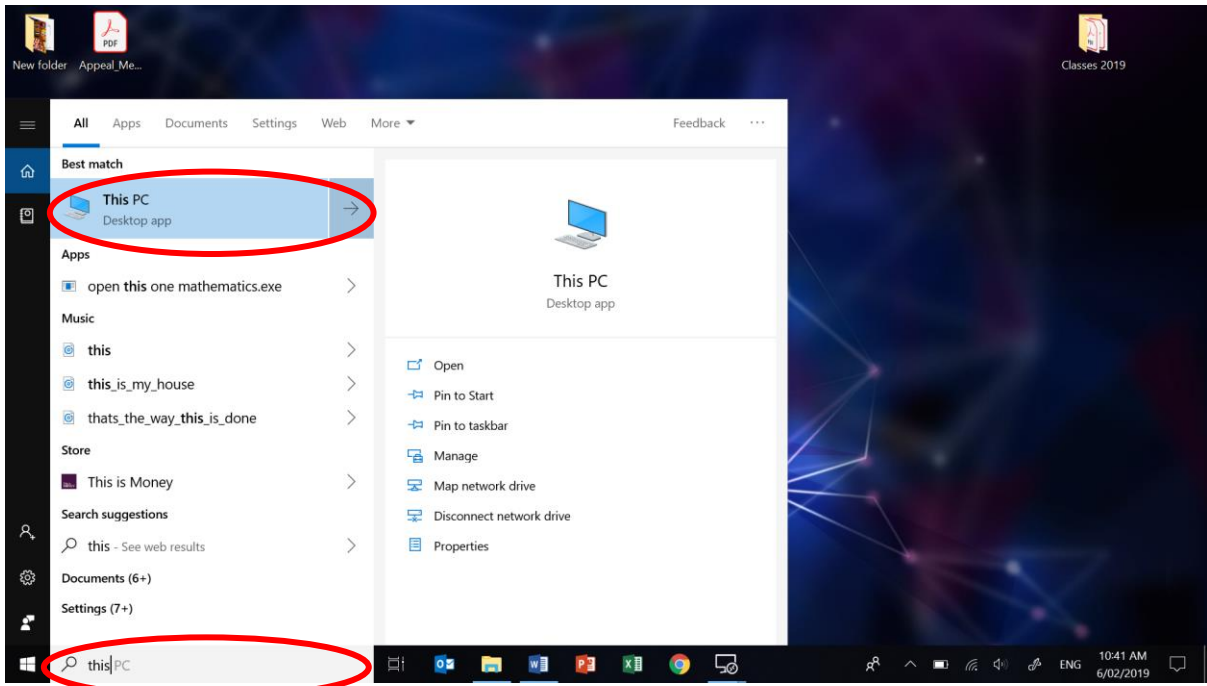 PDF
New folder Appeal_Me...
Classes 2019
All Apps Documents Settings Web More Feedback ...
Best match
This PC
Desktop app
Apps
open this one mathematics.exe
Music
this
this_is_my_house
thats_the_way_this_is_done
Store
This is Money
Search suggestions
this - See web results
Documents (6+)
Settings (7+)
This PC
Desktop app
Open
Pin to Start
Pin to taskbar
Manage
Map network drive
Disconnect network drive
Properties
this PC
ENG
10:41 AM
6/02/2019